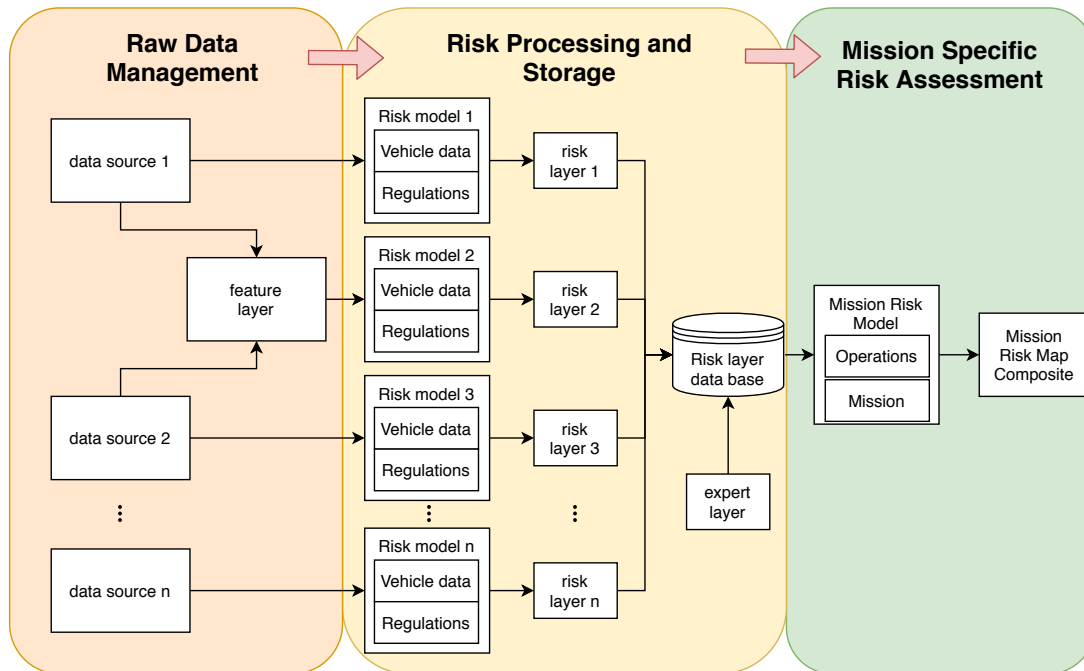 Raw Data
Management
Risk Processing and
Storage
Mission Specific
Risk Assessment
data source 1
feature
layer
data source 2
⋮
data source n
Risk model 1
Vehicle data
Regulations
Risk model 2
Vehicle data
Regulations
Risk model 3
Vehicle data
Regulations
⋮
Risk model n
Vehicle data
Regulations
risk
layer 1
risk
layer 2
risk
layer 3
⋮
risk
layer n
Risk layer
data base
expert
layer
Mission Risk
Model
Operations
Mission
Mission
Risk Map
Composite